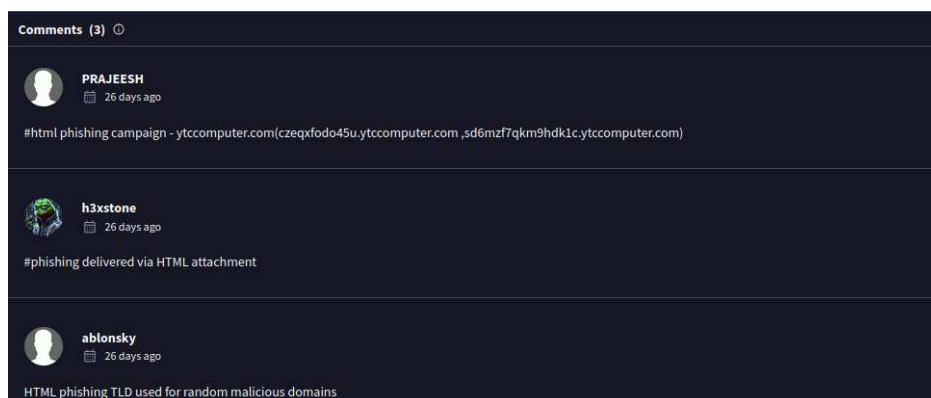 Comments (3)
PRAJEESH
26 days ago
#html phishing campaign - ytccomputer.com(czeqxfodo45u.ytccomputer.com ,sd6mzf7qkm9hdk1c.ytccomputer.com)
h3xstone
26 days ago
#phishing delivered via HTML attachment
ablonsky
26 days ago
HTML phishing TLD used for random malicious domains